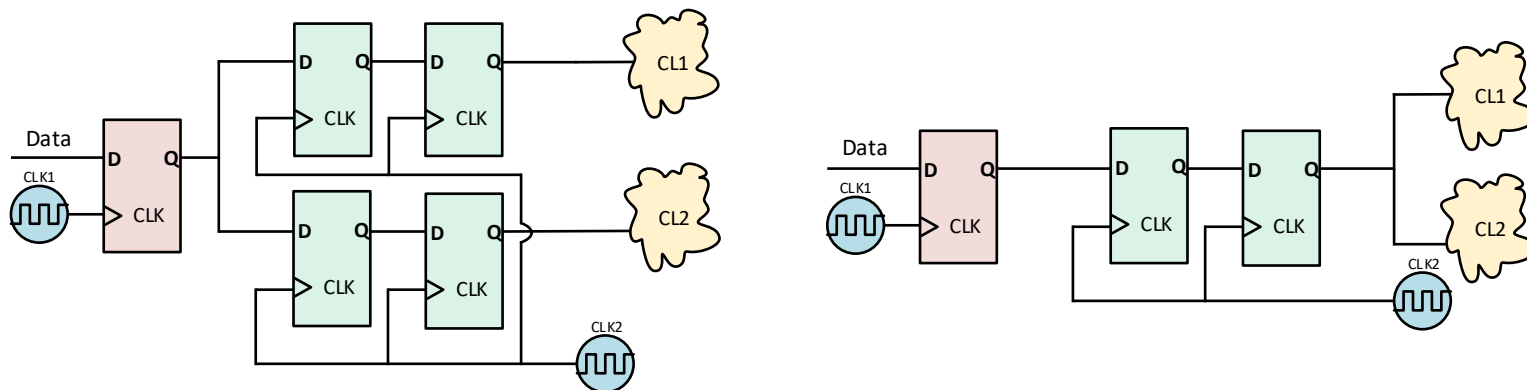 D Q D Q
CL1
CLK CLK
Data
D Q
CLK1
CLK
D Q D Q
CL2
CLK CLK
CLK2
CL1
Data
D Q D Q D Q
CLK1
CLK CLK CLK
CL2
CLK2